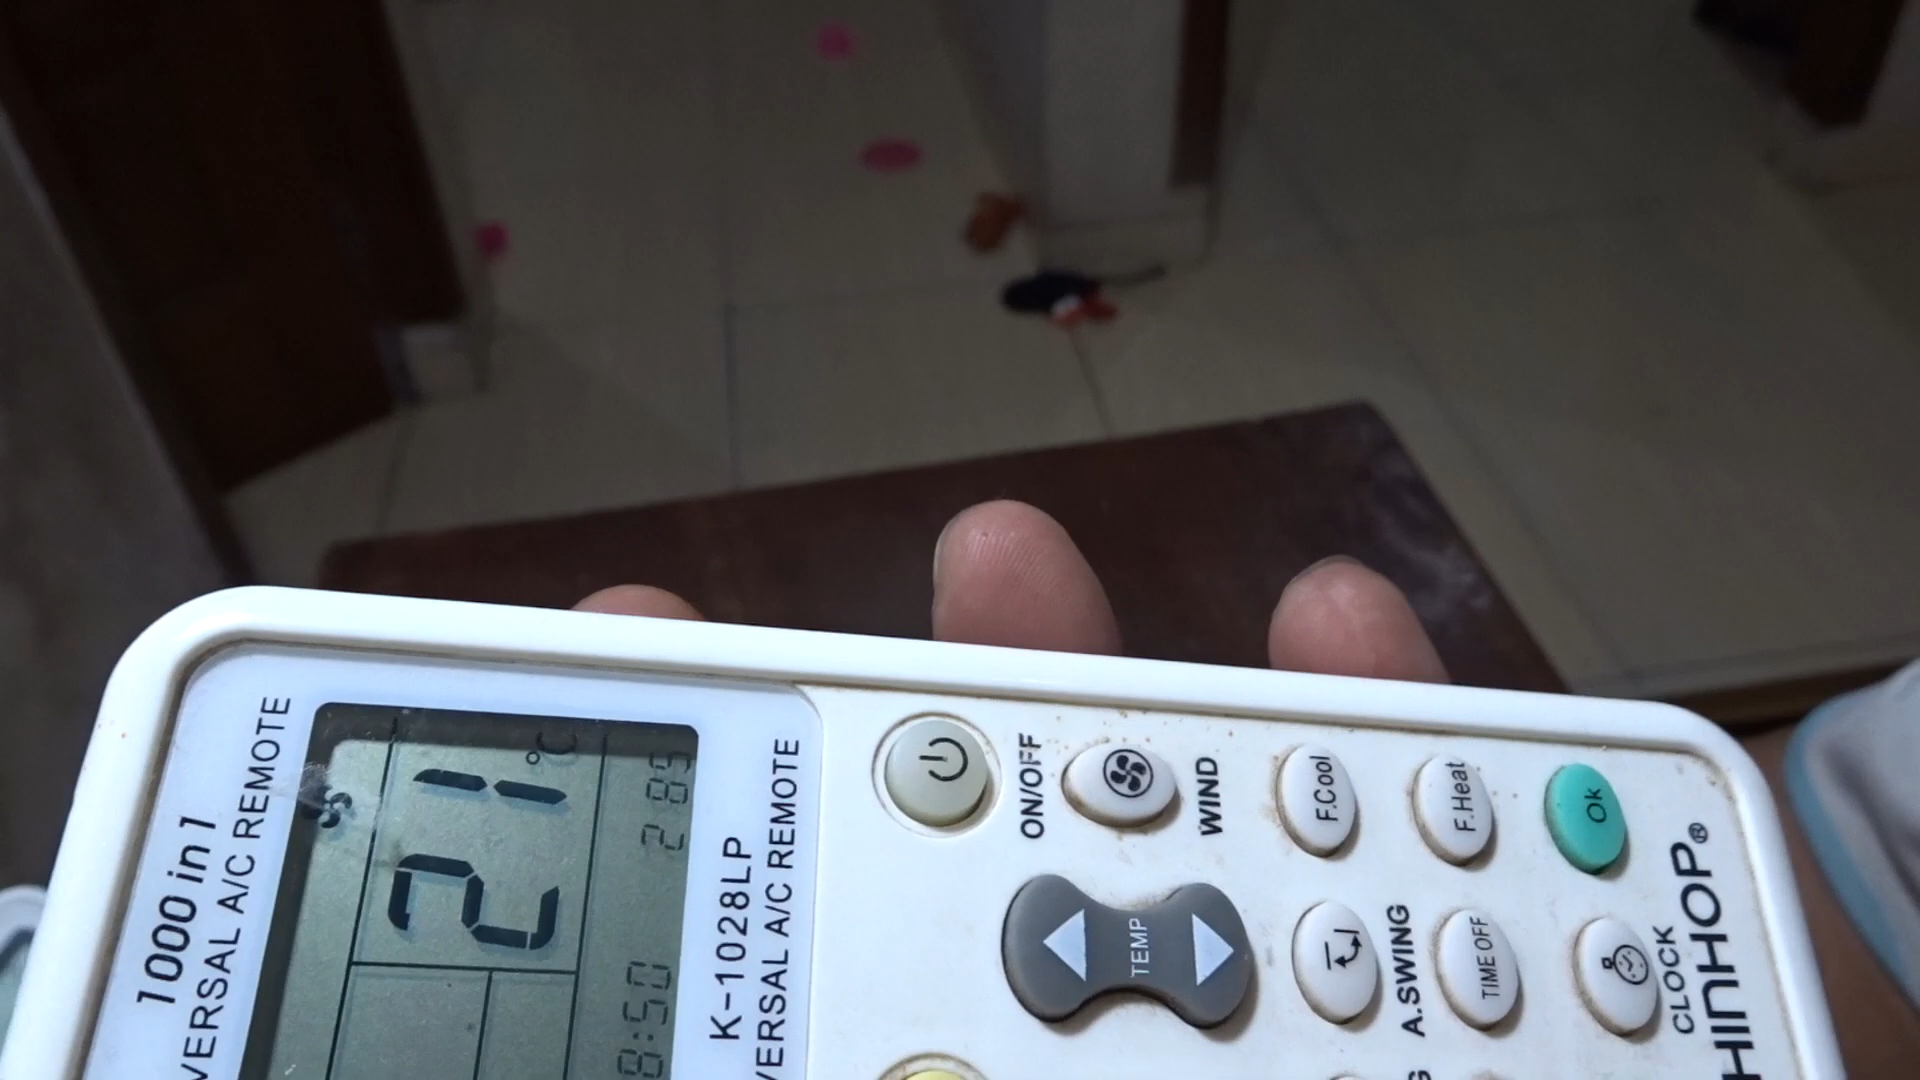 1000 in 1
VERSAL A/C REMOTE
21 °C
8:50 285
K-1028LP
VERSAL A/C REMOTE
ON/OFF
WIND
TEMP
F.Cool
F.Heat
Ok
A.SWING
TIME OFF
CLOCK
HINHOP®
G